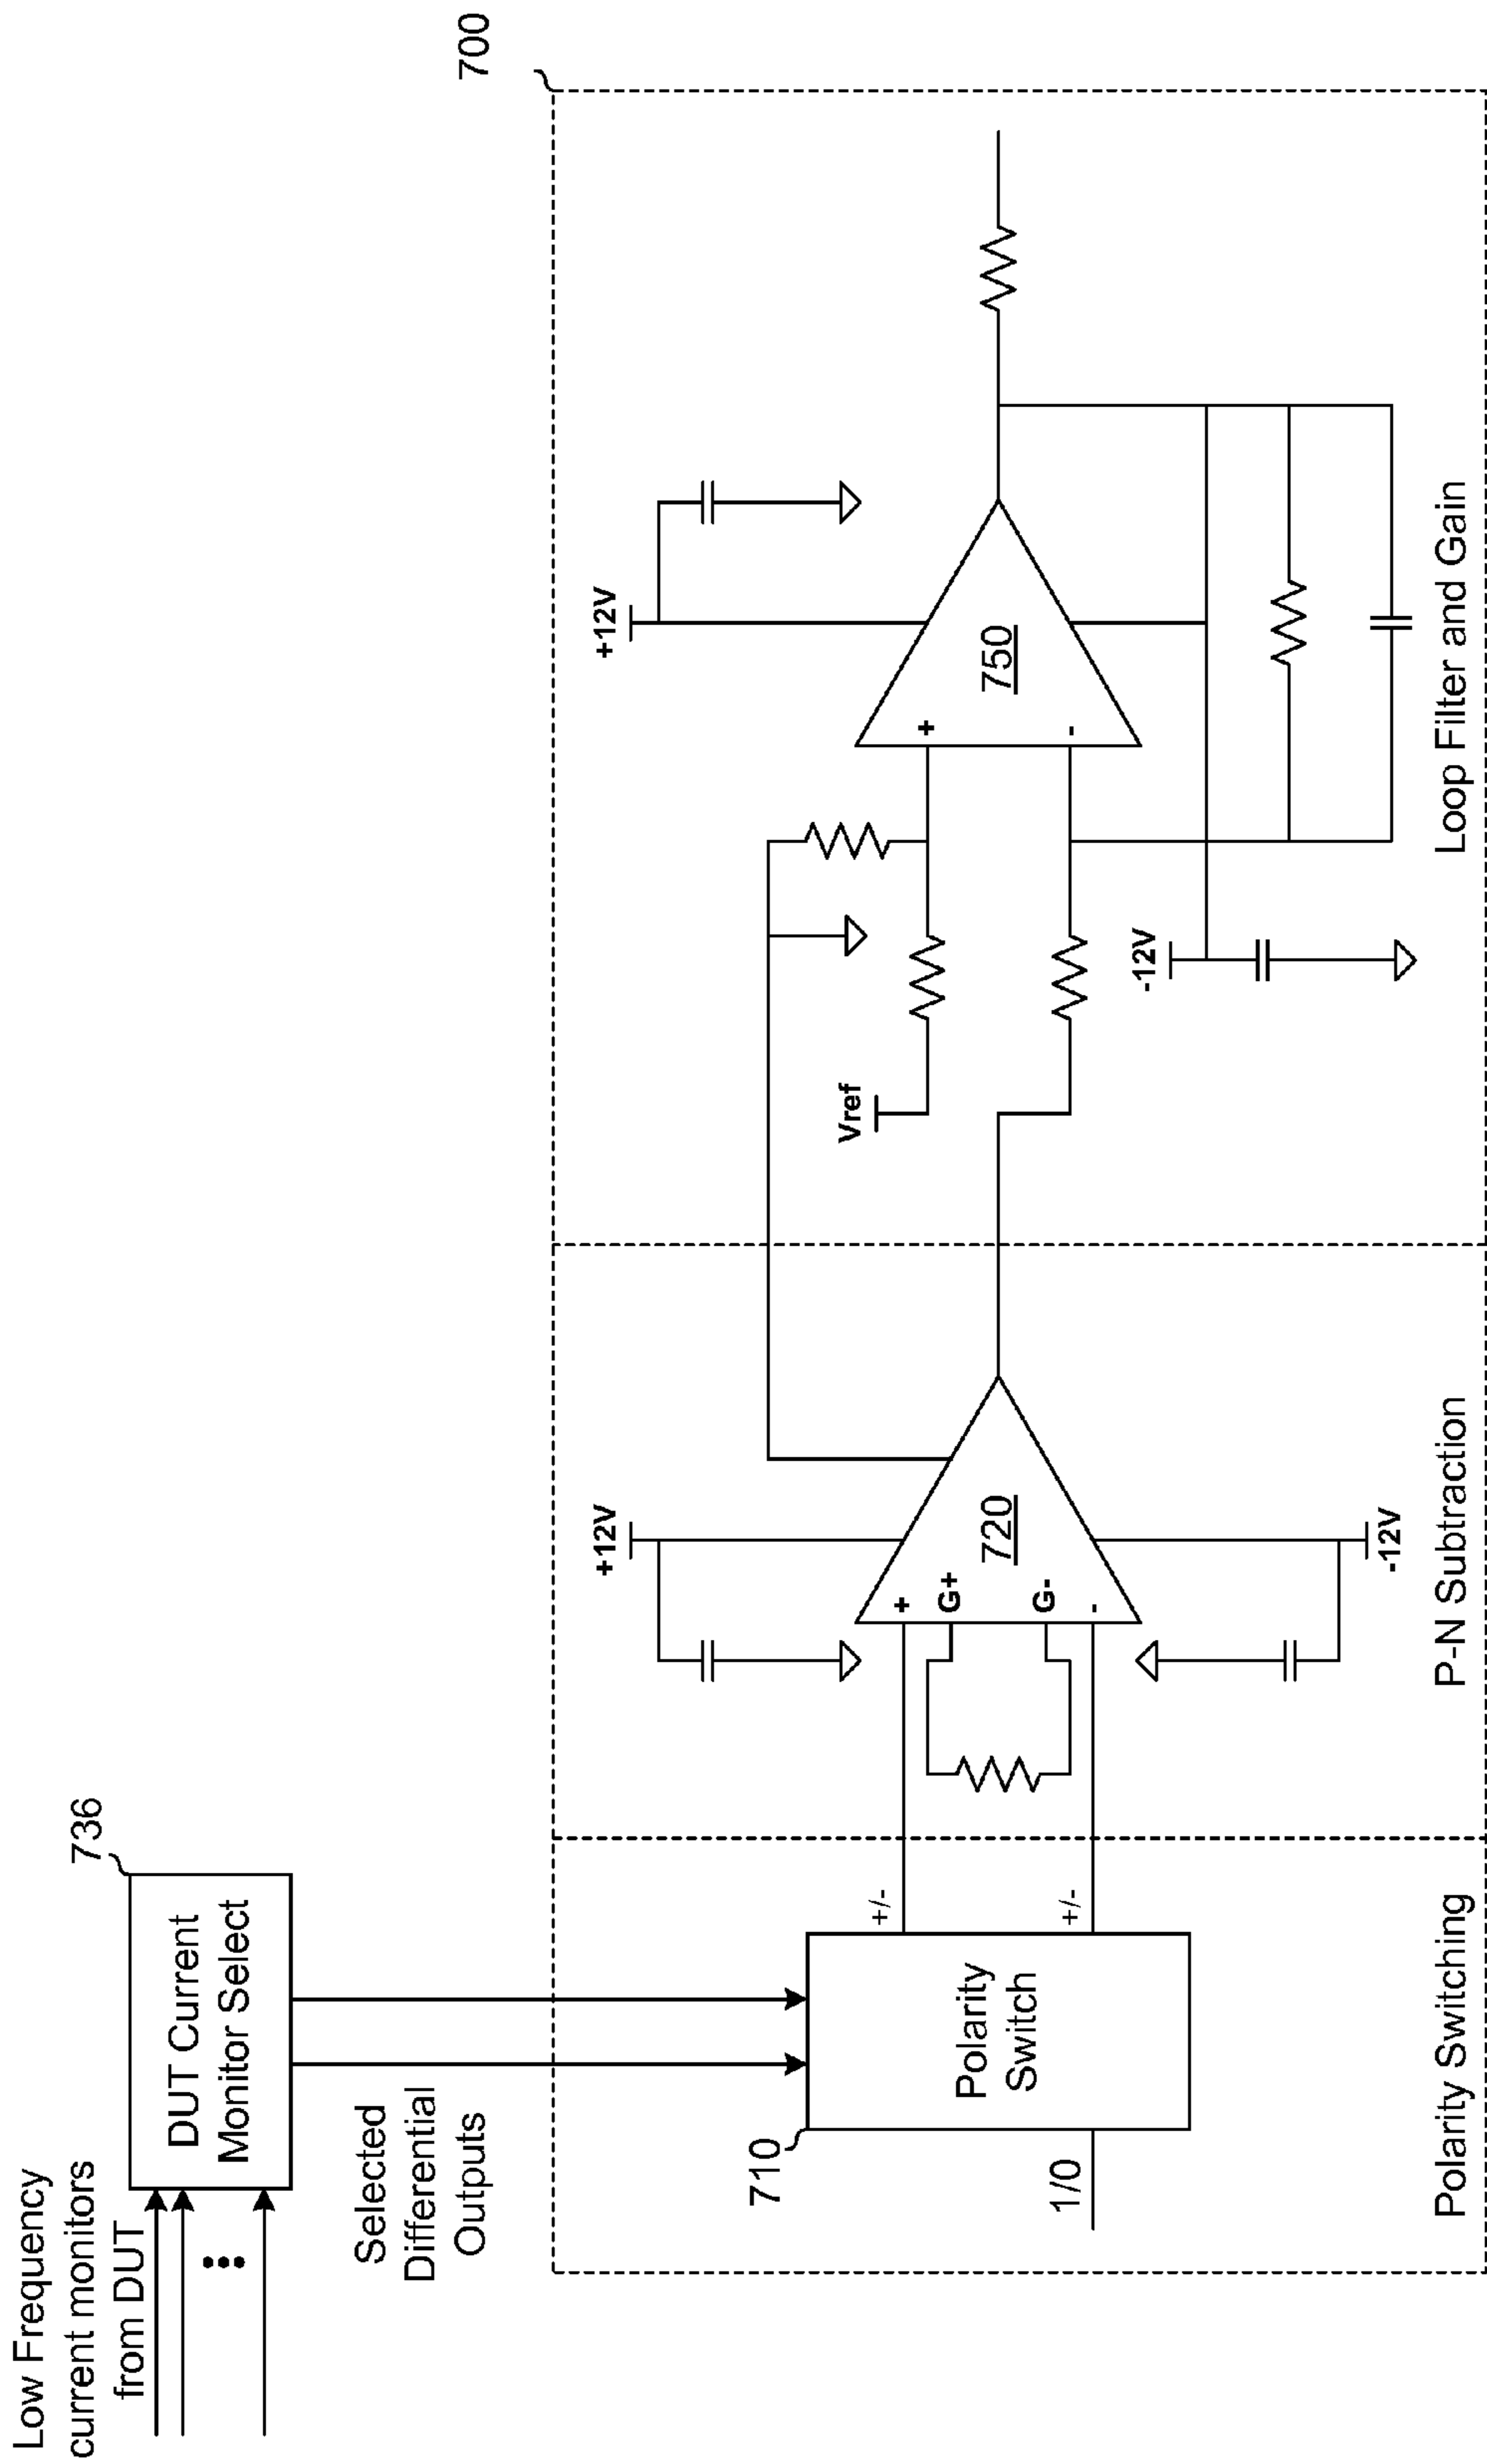 Low Frequency
current monitors
from DUT
736
DUT Current
Monitor Select
Selected
Differential
Outputs
700
710
1/0
Polarity
Switch
+/-
+/-
Polarity Switching
+12V
+
G+
G-
-
720
-12V
P-N Subtraction
Vref
+12V
+
-
750
-12V
Loop Filter and Gain